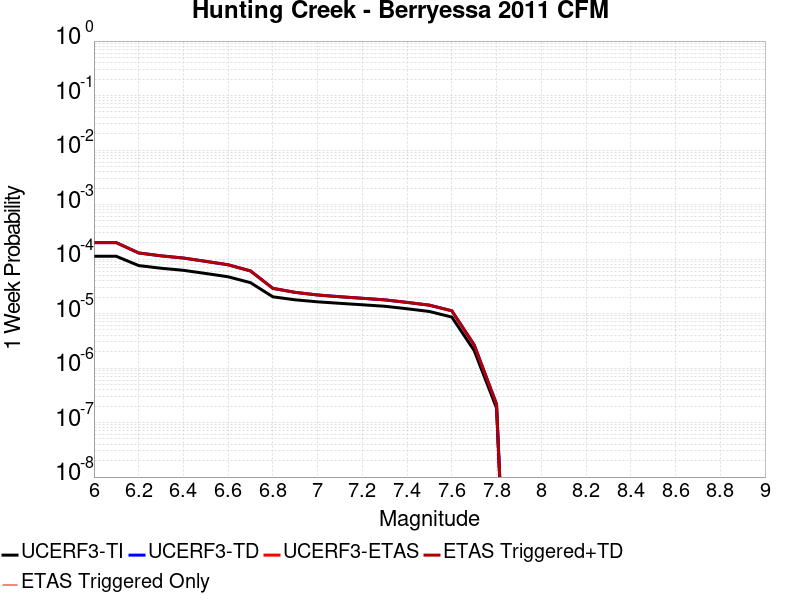 Hunting Creek - Berryessa 2011 CFM
1 Week Probability
10^0
10^-1
10^-2
10^-3
10^-4
10^-5
10^-6
10^-7
10^-8
6 6.2 6.4 6.6 6.8 7 7.2 7.4 7.6 7.8 8 8.2 8.4 8.6 8.8 9
Magnitude
UCERF3-TI UCERF3-TD UCERF3-ETAS ETAS Triggered+TD
ETAS Triggered Only